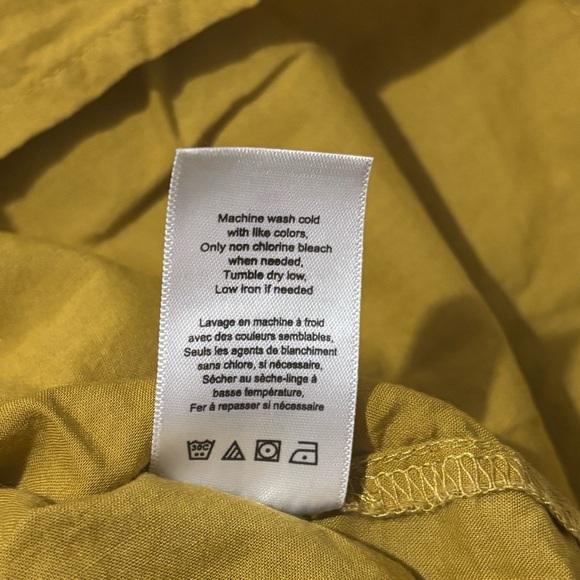 Machine wash cold
with like colors,
Only non chlorine bleach
when needed,
Tumble dry low,
Low iron if needed
Lavage en machine à froid
avec des couleurs semblables,
Seuls les agents de blanchiment
sans chlore, si nécessaire,
Sécher au sèche-linge à
basse température,
Fer à repasser si nécessaire
30C